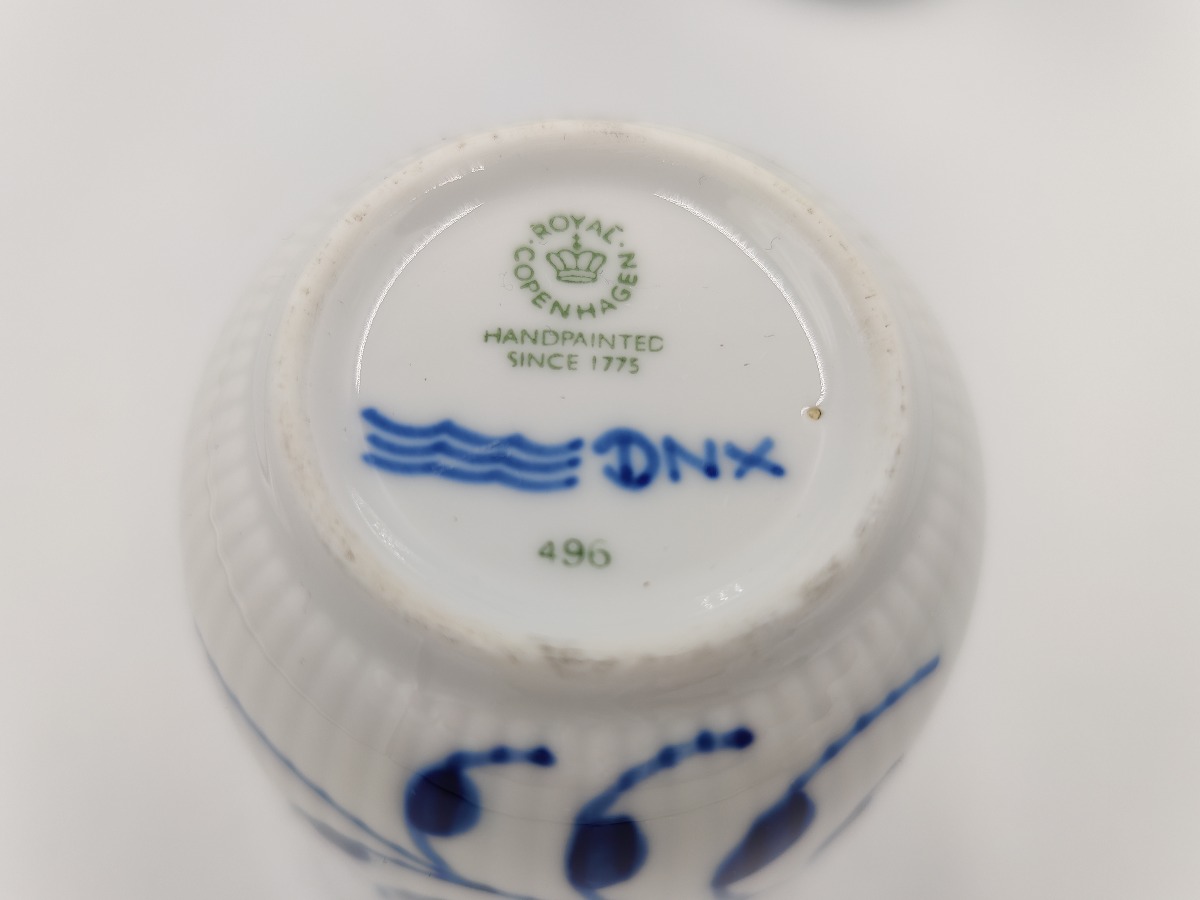 ROYAL
COPENHAGEN
HANDPAINTED
SINCE 1775
DNX
496